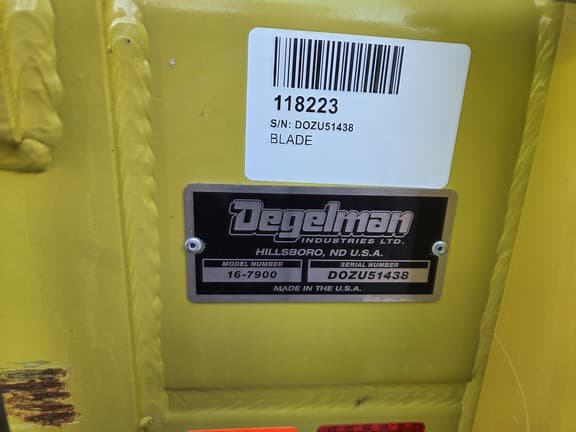 118223
S/N: DOZU51438
BLADE
Degelman
INDUSTRIES LTD.
HILLSBORO, ND U.S.A.
MODEL NUMBER SERIAL NUMBER
16-7900 DOZU51438
MADE IN THE U.S.A.